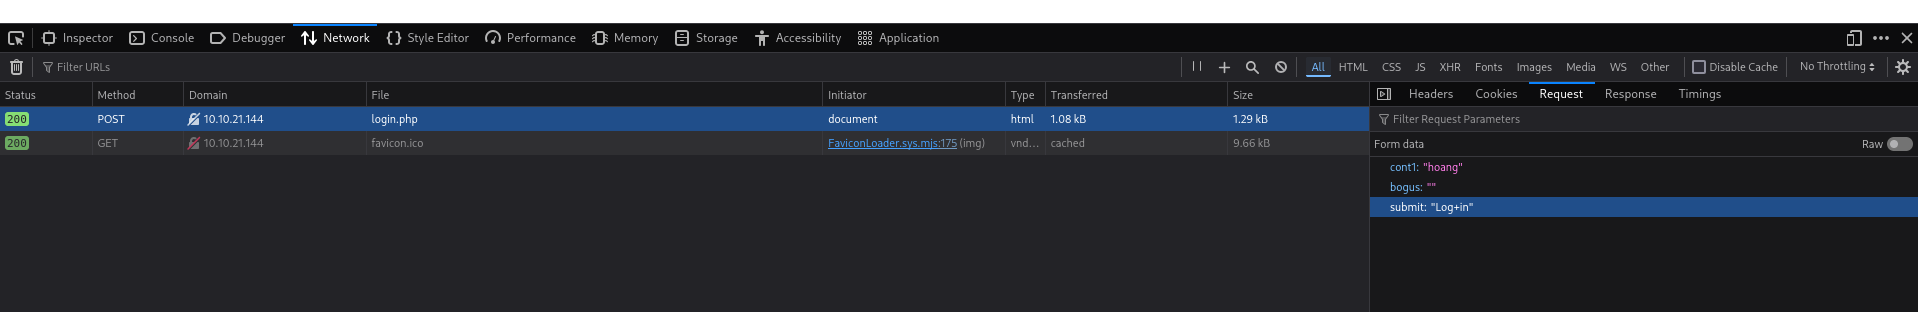 Inspector Console Debugger Network Style Editor Performance Memory Storage Accessibility Application
Filter URLs All HTML CSS JS XHR Fonts Images Media WS Other Disable Cache No Throttling
Status Method Domain File Initiator Type Transferred Size Headers Cookies Request Response Timings
200 POST 10.10.21.144 login.php document html 1.08 kB 1.29 kB Filter Request Parameters
200 GET 10.10.21.144 favicon.ico FaviconLoader.sys.mjs:175 (img) vnd... cached 9.66 kB Form data Raw
cont1: "hoang"
bogus: ""
submit: "Log+in"